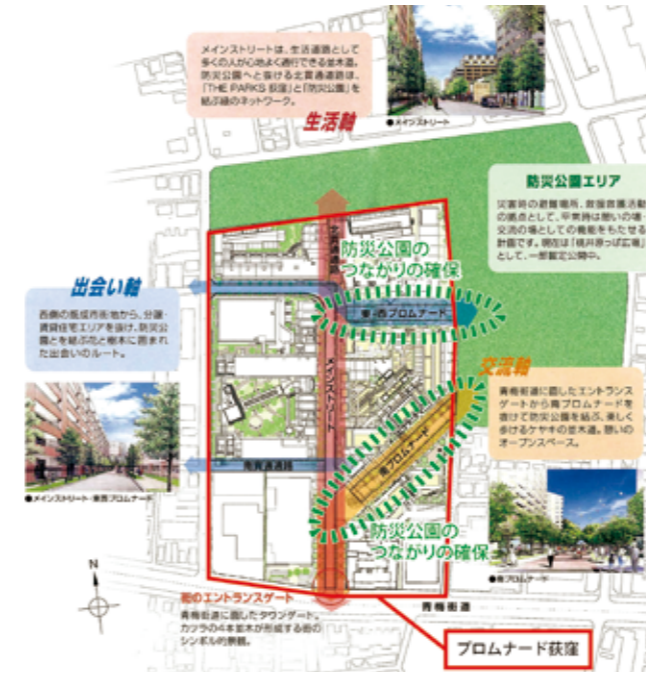 メインストリートは、生活道路として
多くの人が心地よく通行できる並木道。
防災公園へと抜ける北貫通道路は、
「THE PARKS 荻窪」と「防災公園」を
結ぶ緑のネットワーク。
生活軸
●メインストリート
防災公園エリア
災害時の避難場所、救援救護活動
の拠点として、平常時は憩いの場・
交流の場としての機能をもたせる
計画です。現在は「桃井原っぱ広場」
として、一部暫定公開中。
北貫通道路
防災公園の
つながりの確保
出会い軸
西側の既成市街地から、分譲・
賃貸住宅エリアを抜け、防災公
園とを結ぶ花と樹木に囲まれ
た出会いのルート。
東・西プロムナード
メインストリート
交流軸
青梅街道に面したエントランス
ゲートから南プロムナードを
抜けて防災公園を結ぶ、楽しく
歩けるケヤキの並木道。憩いの
オープンスペース。
南貫通道路
南プロムナード
●メインストリート・東西プロムナード
防災公園の
つながりの確保
●南プロムナード
N
街のエントランスゲート
青梅街道に面したタウンゲート。
カツラの4本並木が形成する街の
シンボル的景観。
青梅街道
プロムナード荻窪